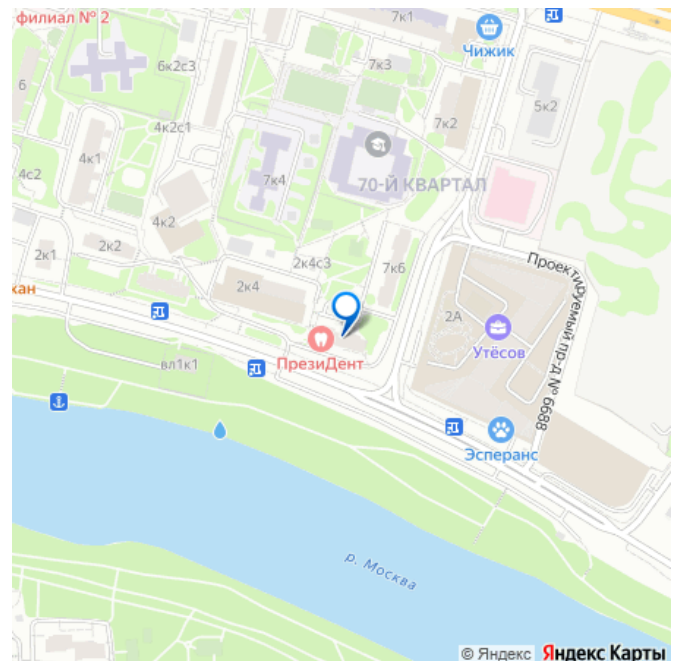 филиал № 2
7к1
Чижик
6к2с3
7к3
6
5к2
4к2с1
7к2
4к1
4с2
7к4
70-Й КВАРТАЛ
4к2
2к2
2к1
2к4с3
7к6
Проектируемый пр-д № 6688
хан
2к4
2А
Утёсов
ПрезиДент
вл1к1
Эсперанс
р. Москва
© Яндекс Яндекс Карты